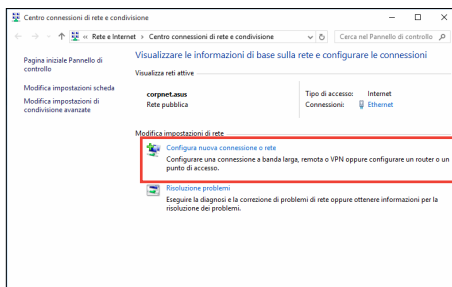 Centro connessioni di rete e condivisione
« Rete e Internet > Centro connessioni di rete e condivisione
Cerca nel Pannello di controllo
Pagina iniziale Pannello di
controllo
Modifica impostazioni scheda
Modifica impostazioni di
condivisione avanzate
Visualizzare le informazioni di base sulla rete e configurare le connessioni
Visualizza reti attive
corpnet.asus
Rete pubblica
Tipo di accesso: Internet
Connessioni: Ethernet
Modifica impostazioni di rete
Configura nuova connessione o rete
Configurare una connessione a banda larga, remota o VPN oppure configurare un router o un
punto di accesso.
Risoluzione problemi
Eseguire la diagnosi e la correzione di problemi di rete oppure ottenere informazioni per la
risoluzione dei problemi.